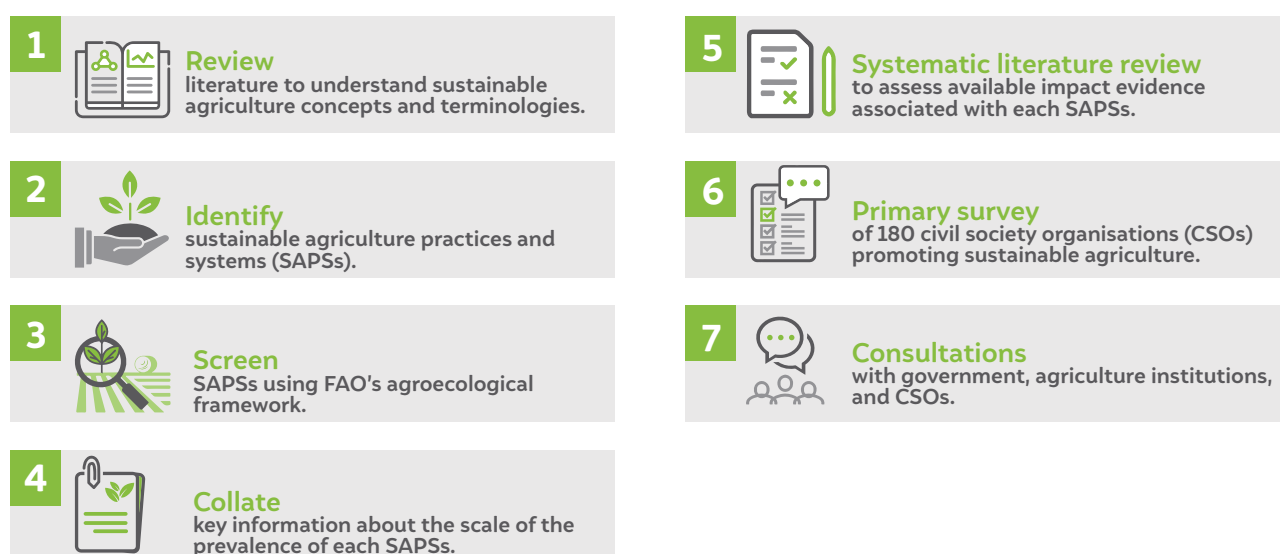 1
Review
literature to understand sustainable
agriculture concepts and terminologies.
2
Identify
sustainable agriculture practices and
systems (SAPSs).
3
Screen
SAPSs using FAO's agroecological
framework.
4
Collate
key information about the scale of the
prevalence of each SAPSs.
5
Systematic literature review
to assess available impact evidence
associated with each SAPSs.
6
Primary survey
of 180 civil society organisations (CSOs)
promoting sustainable agriculture.
7
Consultations
with government, agriculture institutions,
and CSOs.